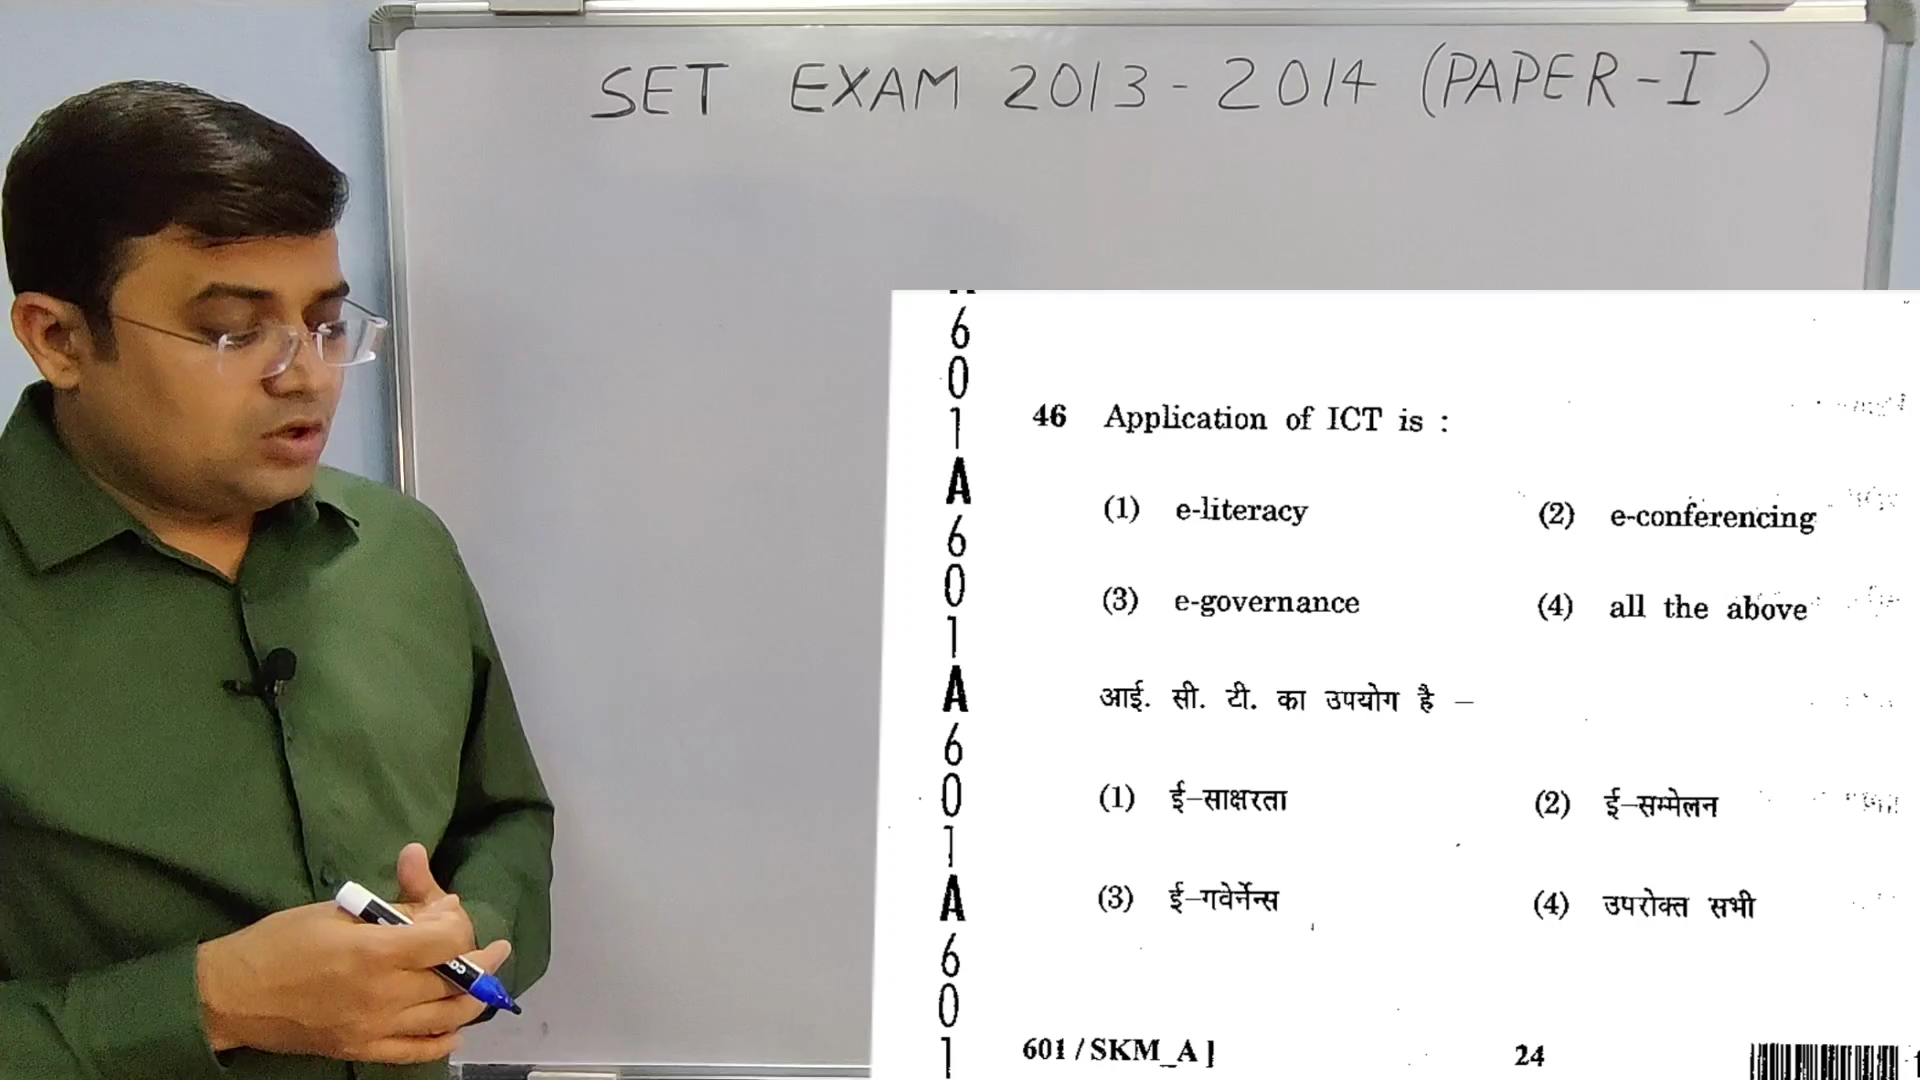 SET EXAM 2013-2014 (PAPER-I)
6
0
1
A
6
0
1
A
6
0
1
A
6
0
1
46 Application of ICT is :
(1) e-literacy (2) e-conferencing
(3) e-governance (4) all the above
आई. सी. टी. का उपयोग है –
(1) ई–साक्षरता (2) ई–सम्मेलन
(3) ई–गवेर्नेन्स (4) उपरोक्त सभी
601 / SKM_A ] 24